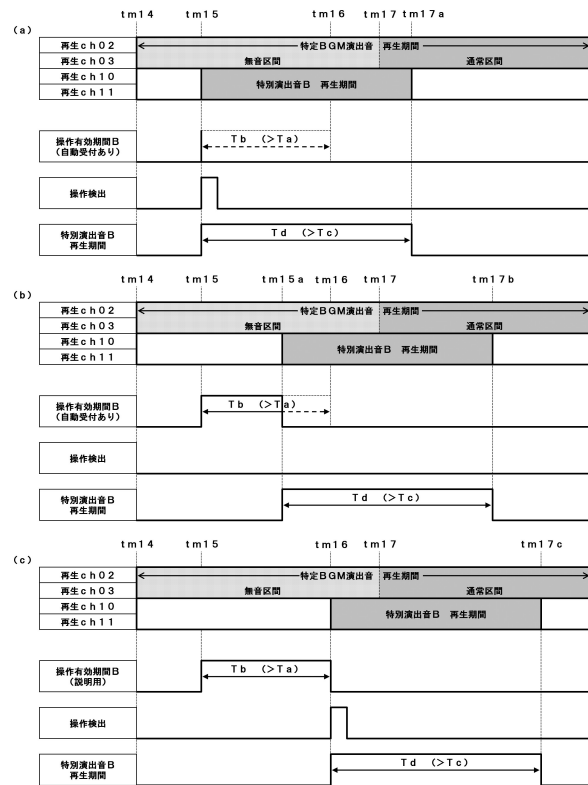 (a)
tm14 tm15 tm16 tm17 tm17a
再生ch02
再生ch03
再生ch10
再生ch11
特定BGM演出音 再生期間
無音区間 通常区間
特別演出音B 再生期間
操作有効期間B
(自動受付あり)
Tb (>Ta)
操作検出
特別演出音B
再生期間
Td (>Tc)
(b)
tm14 tm15 tm15a tm16 tm17 tm17b
再生ch02
再生ch03
再生ch10
再生ch11
特定BGM演出音 再生期間
無音区間 通常区間
特別演出音B 再生期間
操作有効期間B
(自動受付あり)
Tb (>Ta)
操作検出
特別演出音B
再生期間
Td (>Tc)
(c)
tm14 tm15 tm16 tm17 tm17c
再生ch02
再生ch03
再生ch10
再生ch11
特定BGM演出音 再生期間
無音区間 通常区間
特別演出音B 再生期間
操作有効期間B
(説明用)
Tb (>Ta)
操作検出
特別演出音B
再生期間
Td (>Tc)